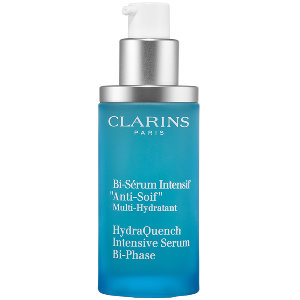 CLARINS
PARIS
Bi-Sérum Intensif
"Anti-Soif"
Multi-Hydratant
HydraQuench
Intensive Serum
Bi-Phase